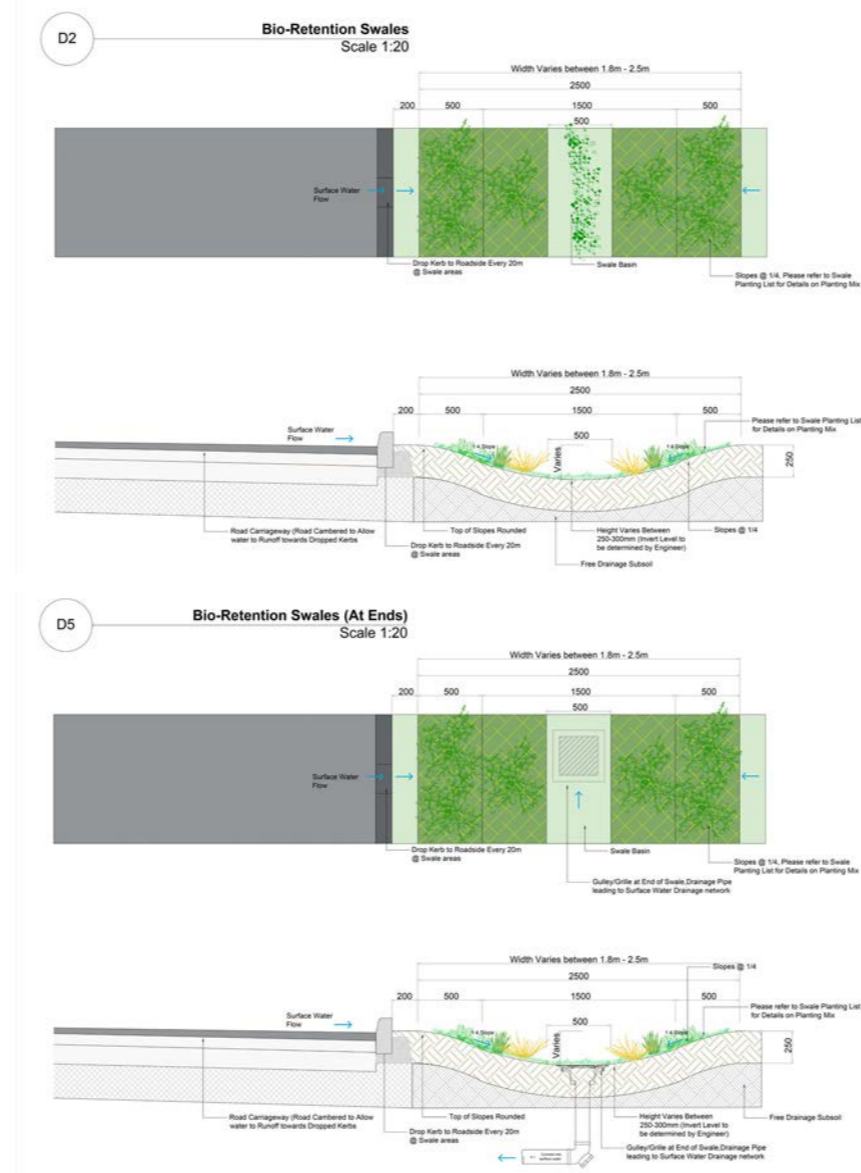 D2
Bio-Retention Swales
Scale 1:20
Width Varies between 1.8m - 2.5m
2500
200
500
1500
500
500
Surface Water
Flow
Drop Kerb to Roadside Every 20m
@ Swale areas
Swale Basin
Slopes @ 1/4, Please refer to Swale
Planting List for Details on Planting Mix
Width Varies between 1.8m - 2.5m
2500
200
500
1500
500
500
Surface Water
Flow
Please refer to Swale Planting List
for Details on Planting Mix
1:4 Slope
Varies
1:4 Slope
250
Road Carriageway (Road Cambered to Allow
water to Runoff towards Dropped Kerbs
Top of Slopes Rounded
Drop Kerb to Roadside Every 20m
@ Swale areas
Height Varies Between
250-300mm (Invert Level to
be determined by Engineer)
Slopes @ 1/4
Free Drainage Subsoil
D5
Bio-Retention Swales (At Ends)
Scale 1:20
Width Varies between 1.8m - 2.5m
2500
200
500
1500
500
500
Surface Water
Flow
Drop Kerb to Roadside Every 20m
@ Swale areas
Swale Basin
Slopes @ 1/4, Please refer to Swale
Planting List for Details on Planting Mix
Gulley/Grille at End of Swale,Drainage Pipe
leading to Surface Water Drainage network
Width Varies between 1.8m - 2.5m
Slopes @ 1/4
2500
200
500
1500
500
500
Surface Water
Flow
Please refer to Swale Planting List
for Details on Planting Mix
1:4 Slope
Varies
1:4 Slope
250
Road Carriageway (Road Cambered to Allow
water to Runoff towards Dropped Kerbs
Top of Slopes Rounded
Drop Kerb to Roadside Every 20m
@ Swale areas
Height Varies Between
250-300mm (Invert Level to
be determined by Engineer)
Free Drainage Subsoil
Gulley/Grille at End of Swale,Drainage Pipe
leading to Surface Water Drainage network